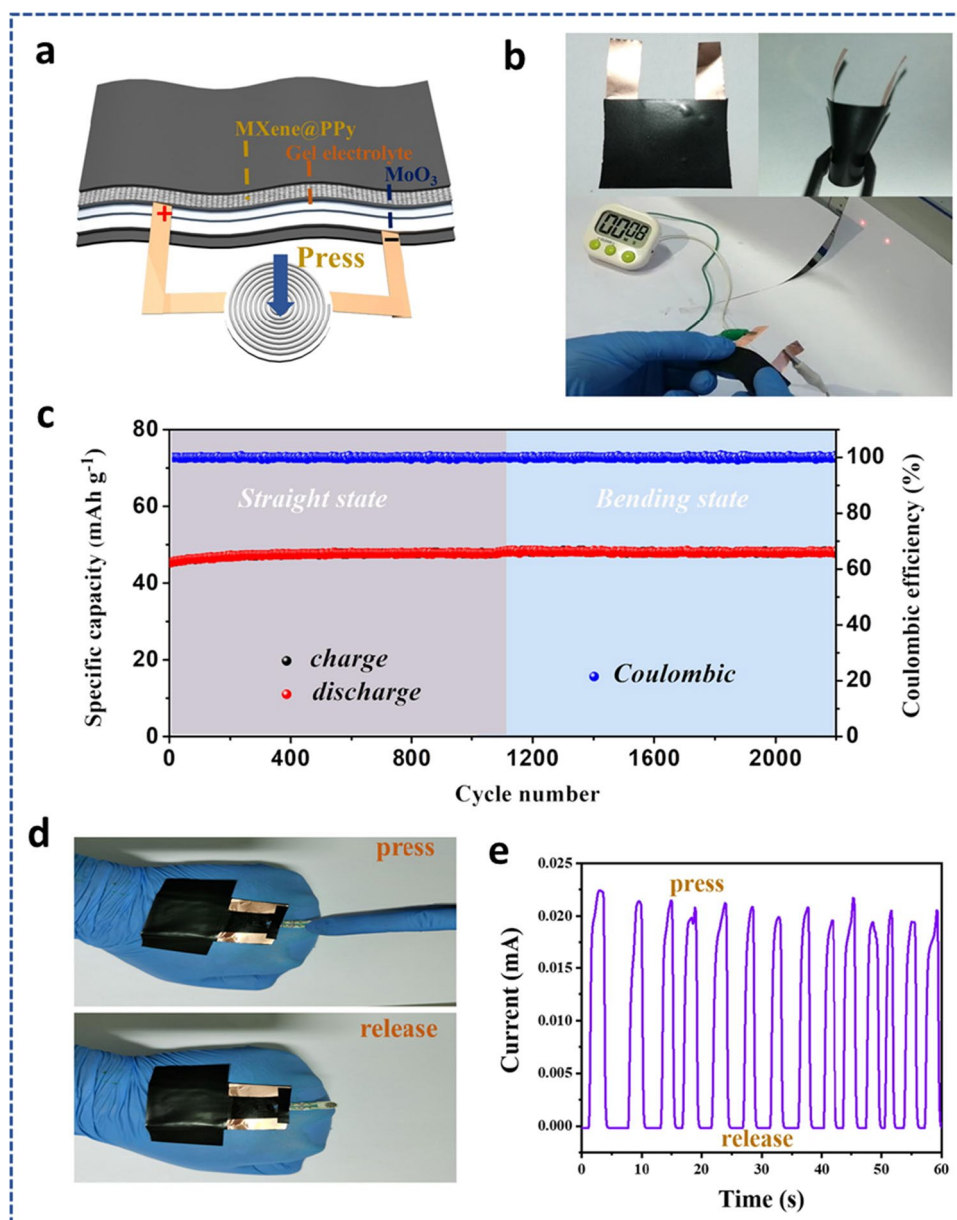 a
MXene@PPy
Gel electrolyte
MoO₃
+
−
Press
b
00 08
M S
c
Specific capacity (mAh g⁻¹)
80
60
40
20
0
Straight state
Bending state
charge
discharge
Coulombic
100
80
60
40
20
0
Coulombic efficiency (%)
0 400 800 1200 1600 2000
Cycle number
d
press
release
e
Current (mA)
0.025
0.020
0.015
0.010
0.005
0.000
press
release
0 10 20 30 40 50 60
Time (s)